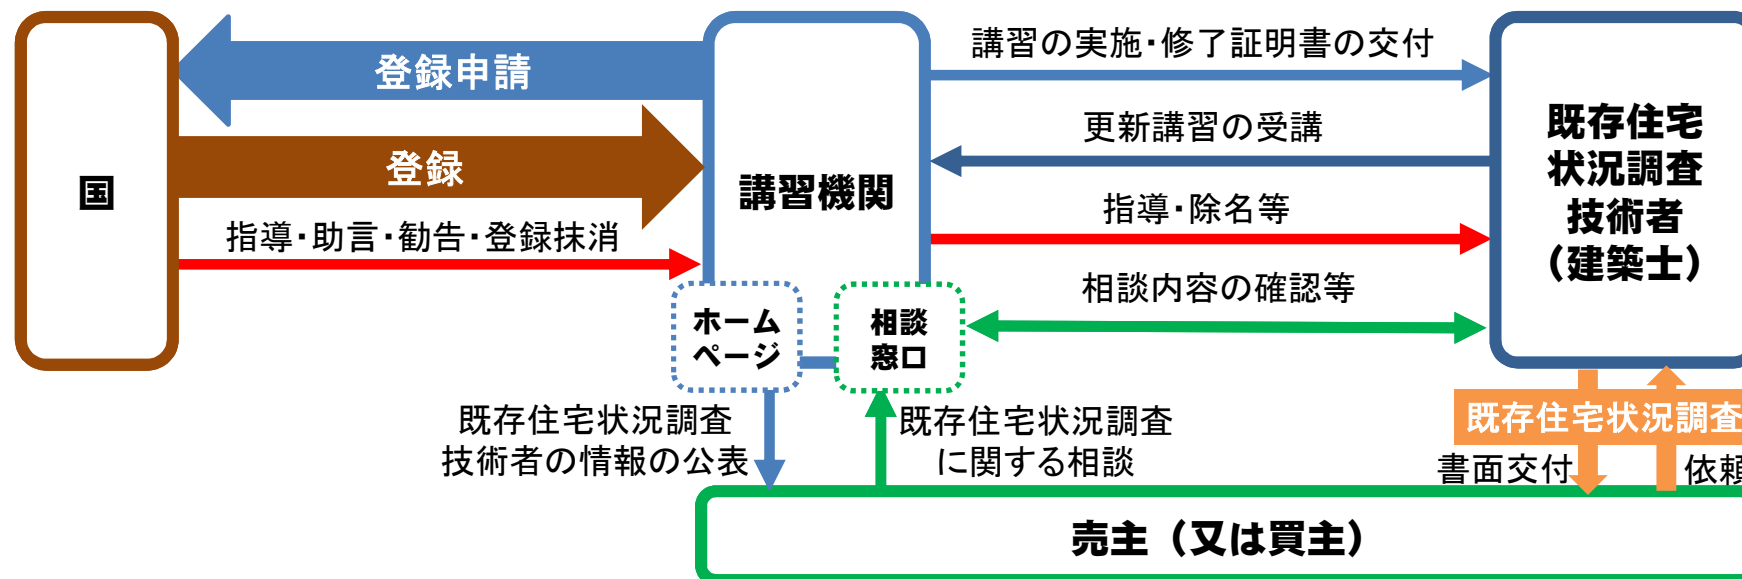 国
登録申請
登録
指導・助言・勧告・登録抹消
講習機関
ホーム
ページ
相談
窓口
講習の実施・修了証明書の交付
更新講習の受講
指導・除名等
相談内容の確認等
既存住宅
状況調査
技術者
（建築士）
既存住宅状況調査
技術者の情報の公表
既存住宅状況調査
に関する相談
既存住宅状況調査
書面交付
依頼
売主（又は買主）